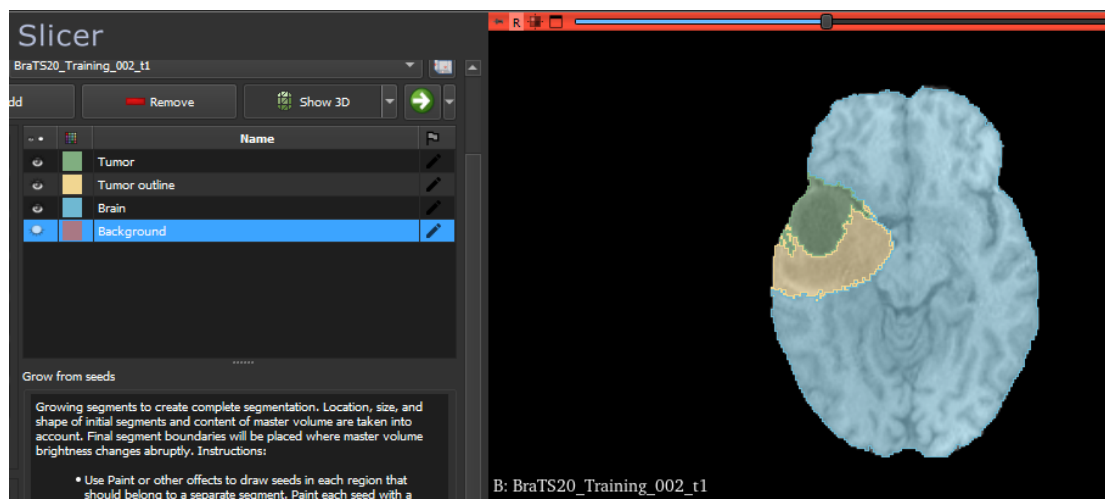 Slicer
R
BraTS20_Training_002_t1
dd
Remove
Show 3D
Name
Tumor
Tumor outline
Brain
Background
Grow from seeds
Growing segments to create complete segmentation. Location, size, and
shape of initial segments and content of master volume are taken into
account. Final segment boundaries will be placed where master volume
brightness changes abruptly. Instructions:
• Use Paint or other offects to draw seeds in each region that
should belong to a separate segment. Paint each seed with a
B: BraTS20_Training_002_t1